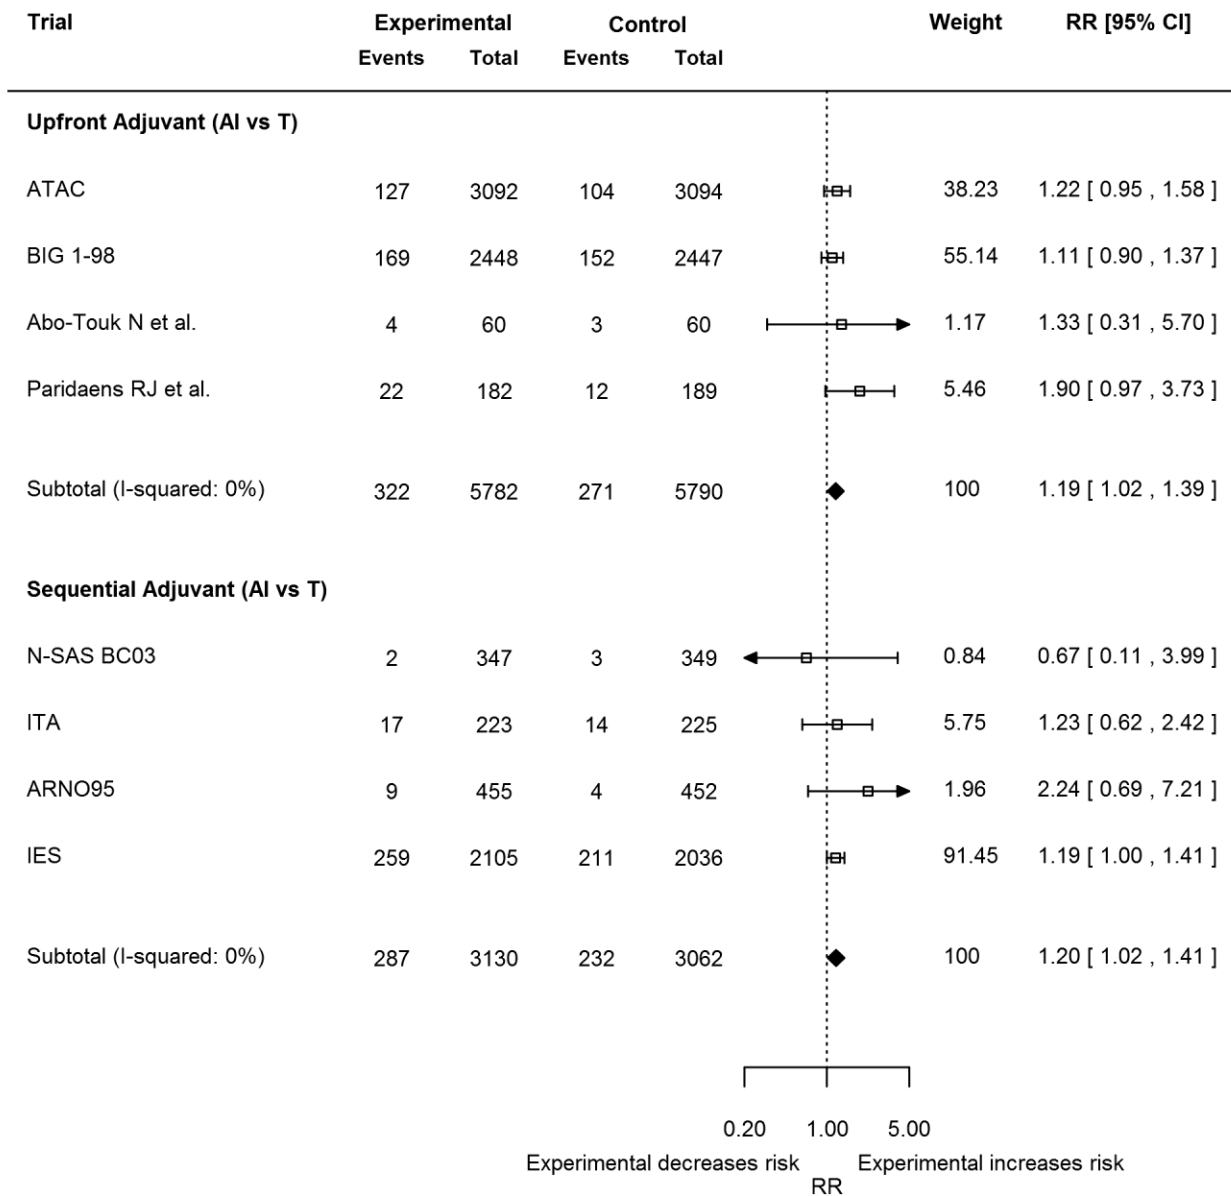 Trial Experimental Control Weight RR [95% CI]
Events Total Events Total
Upfront Adjuvant (AI vs T)
ATAC 127 3092 104 3094 38.23 1.22 [ 0.95 , 1.58 ]
BIG 1-98 169 2448 152 2447 55.14 1.11 [ 0.90 , 1.37 ]
Abo-Touk N et al. 4 60 3 60 1.17 1.33 [ 0.31 , 5.70 ]
Paridaens RJ et al. 22 182 12 189 5.46 1.90 [ 0.97 , 3.73 ]
Subtotal (I-squared: 0%) 322 5782 271 5790 100 1.19 [ 1.02 , 1.39 ]
Sequential Adjuvant (AI vs T)
N-SAS BC03 2 347 3 349 0.84 0.67 [ 0.11 , 3.99 ]
ITA 17 223 14 225 5.75 1.23 [ 0.62 , 2.42 ]
ARNO95 9 455 4 452 1.96 2.24 [ 0.69 , 7.21 ]
IES 259 2105 211 2036 91.45 1.19 [ 1.00 , 1.41 ]
Subtotal (I-squared: 0%) 287 3130 232 3062 100 1.20 [ 1.02 , 1.41 ]
0.20 1.00 5.00
Experimental decreases risk Experimental increases risk
RR